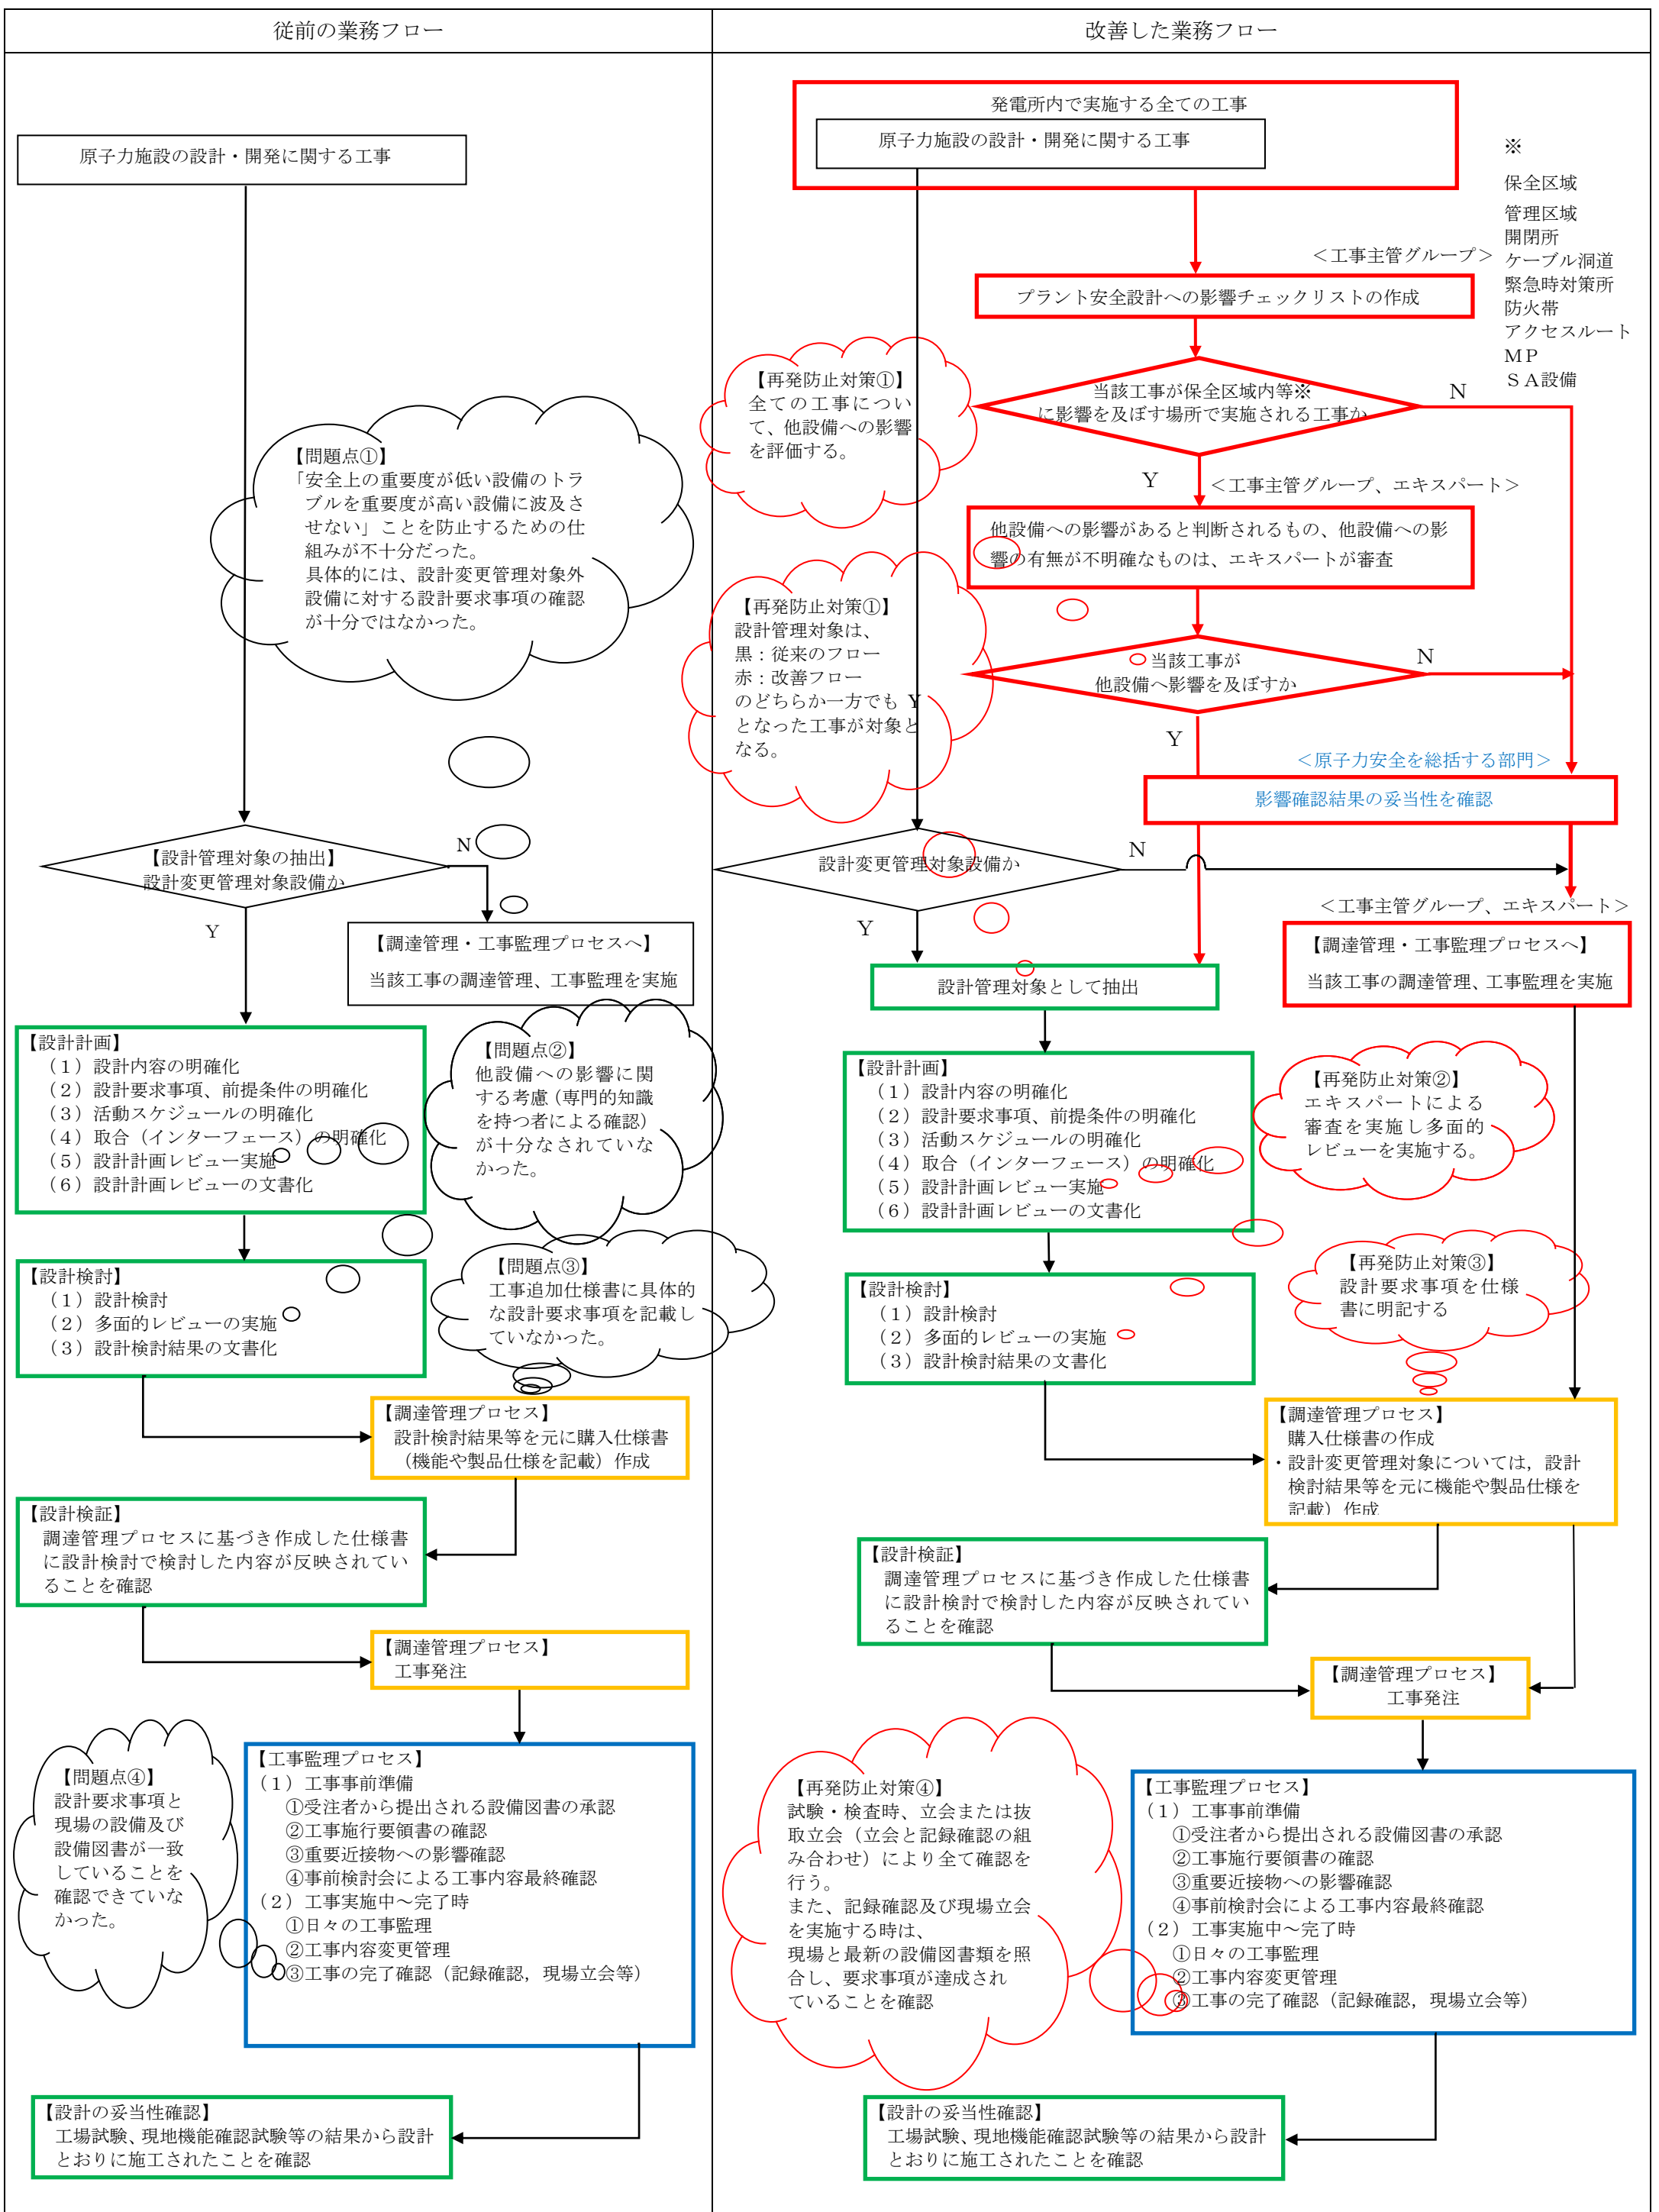 従前の業務フロー
原子力施設の設計・開発に関する工事
【問題点①】
「安全上の重要度が低い設備のトラ
ブルを重要度が高い設備に波及さ
せない」ことを防止するための仕
組みが不十分だった。
具体的には、設計変更管理対象外
設備に対する設計要求事項の確認
が十分ではなかった。
【設計管理対象の抽出】
設計変更管理対象設備か
N
Y
【調達管理・工事監理プロセスへ】
当該工事の調達管理、工事監理を実施
【設計計画】
（１）設計内容の明確化
（２）設計要求事項、前提条件の明確化
（３）活動スケジュールの明確化
（４）取合（インターフェース）の明確化
（５）設計計画レビュー実施
（６）設計計画レビューの文書化
【問題点②】
他設備への影響に関
する考慮（専門的知識
を持つ者による確認）
が十分なされていな
かった。
【設計検討】
（１）設計検討
（２）多面的レビューの実施
（３）設計検討結果の文書化
【問題点③】
工事追加仕様書に具体的
な設計要求事項を記載し
ていなかった。
【調達管理プロセス】
設計検討結果等を元に購入仕様書
（機能や製品仕様を記載）作成
【設計検証】
調達管理プロセスに基づき作成した仕様書
に設計検討で検討した内容が反映されてい
ることを確認
【調達管理プロセス】
工事発注
【問題点④】
設計要求事項と
現場の設備及び
設備図書が一致
していることを
確認できていな
かった。
【工事監理プロセス】
（１）工事事前準備
①受注者から提出される設備図書の承認
②工事施行要領書の確認
③重要近接物への影響確認
④事前検討会による工事内容最終確認
（２）工事実施中～完了時
①日々の工事監理
②工事内容変更管理
③工事の完了確認（記録確認，現場立会等）
【設計の妥当性確認】
工場試験、現地機能確認試験等の結果から設計
とおりに施工されたことを確認
改善した業務フロー
発電所内で実施する全ての工事
原子力施設の設計・開発に関する工事
※
保全区域
管理区域
開閉所
ケーブル洞道
緊急時対策所
防火帯
アクセスルート
ＭＰ
ＳＡ設備
＜工事主管グループ＞
プラント安全設計への影響チェックリストの作成
【再発防止対策①】
全ての工事につい
て、他設備への影響
を評価する。
当該工事が保全区域内等※
に影響を及ぼす場所で実施される工事か
N
Y
＜工事主管グループ、エキスパート＞
他設備への影響があると判断されるもの、他設備への影
響の有無が不明確なものは、エキスパートが審査
【再発防止対策①】
設計管理対象は、
黒：従来のフロー
赤：改善フロー
のどちらか一方でも Y
となった工事が対象と
なる。
当該工事が
他設備へ影響を及ぼすか
N
Y
＜原子力安全を総括する部門＞
影響確認結果の妥当性を確認
設計変更管理対象設備か
N
Y
＜工事主管グループ、エキスパート＞
【調達管理・工事監理プロセスへ】
当該工事の調達管理、工事監理を実施
設計管理対象として抽出
【設計計画】
（１）設計内容の明確化
（２）設計要求事項、前提条件の明確化
（３）活動スケジュールの明確化
（４）取合（インターフェース）の明確化
（５）設計計画レビュー実施
（６）設計計画レビューの文書化
【再発防止対策②】
エキスパートによる
審査を実施し多面的
レビューを実施する。
【設計検討】
（１）設計検討
（２）多面的レビューの実施
（３）設計検討結果の文書化
【再発防止対策③】
設計要求事項を仕様
書に明記する
【調達管理プロセス】
購入仕様書の作成
・設計変更管理対象については，設計
検討結果等を元に機能や製品仕様を
記載）作成
【設計検証】
調達管理プロセスに基づき作成した仕様書
に設計検討で検討した内容が反映されてい
ることを確認
【調達管理プロセス】
工事発注
【再発防止対策④】
試験・検査時、立会または抜
取立会（立会と記録確認の組
み合わせ）により全て確認を
行う。
また、記録確認及び現場立会
を実施する時は、
現場と最新の設備図書類を照
合し、要求事項が達成され
ていることを確認
【工事監理プロセス】
（１）工事事前準備
①受注者から提出される設備図書の承認
②工事施行要領書の確認
③重要近接物への影響確認
④事前検討会による工事内容最終確認
（２）工事実施中～完了時
①日々の工事監理
②工事内容変更管理
③工事の完了確認（記録確認，現場立会等）
【設計の妥当性確認】
工場試験、現地機能確認試験等の結果から設計
とおりに施工されたことを確認